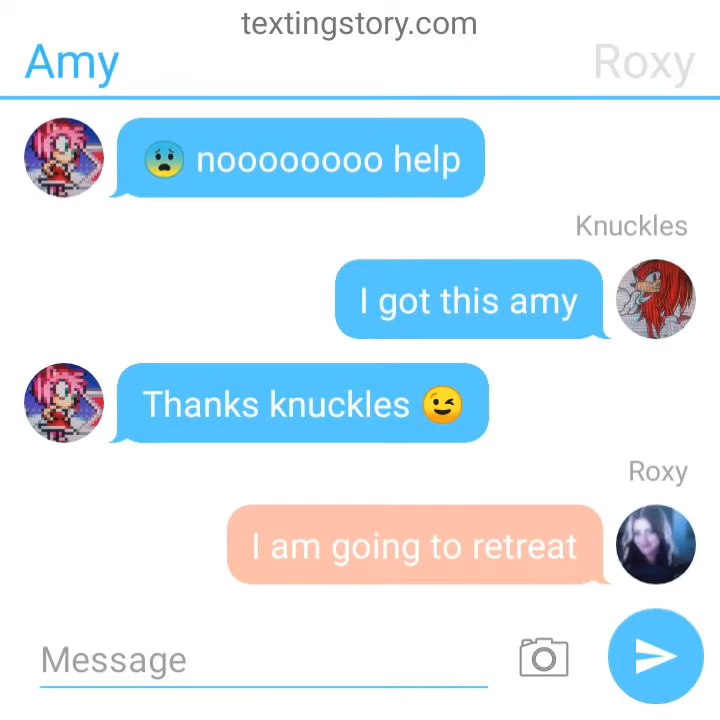 textingstory.com
Amy
Roxy
😨 noooooooo help
Knuckles
I got this amy
Thanks knuckles 😉
Roxy
I am going to retreat
Message